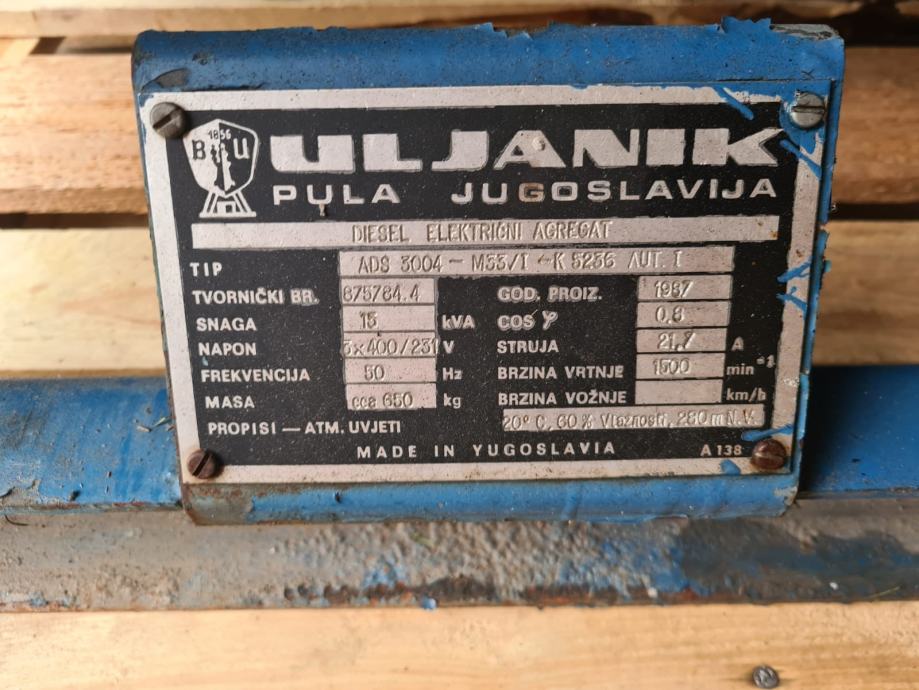 1856
B U
ULJANIK
PULA JUGOSLAVIJA
DIESEL ELEKTRIČNI AGREGAT
TIP ADS 3004 - M33/T - K 5236 AUT. I
TVORNIČKI BR. 875784.4 GOD. PROIZ. 1987
SNAGA 15 kVA COS φ 0.8
NAPON 3x400/231 V STRUJA 21,7 A
FREKVENCIJA 50 Hz BRZINA VRTNJE 1500 min⁻¹
MASA cca 650 kg BRZINA VOŽNJE km/h
PROPISI — ATM. UVJETI 20° C, 60 % Vlažnosti, 280 m N.V.
MADE IN YUGOSLAVIA A 138